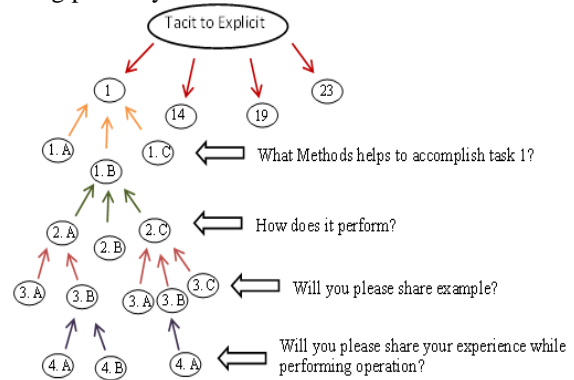 Tacit to Explicit
1
14
19
23
1. A
1. B
1. C
What Methods helps to accomplish task 1?
2. A
2. B
2. C
How does it perform?
3. A
3. B
3. A
3. B
3. C
Will you please share example?
4. A
4. B
4. A
Will you please share your experience while
performing operation?